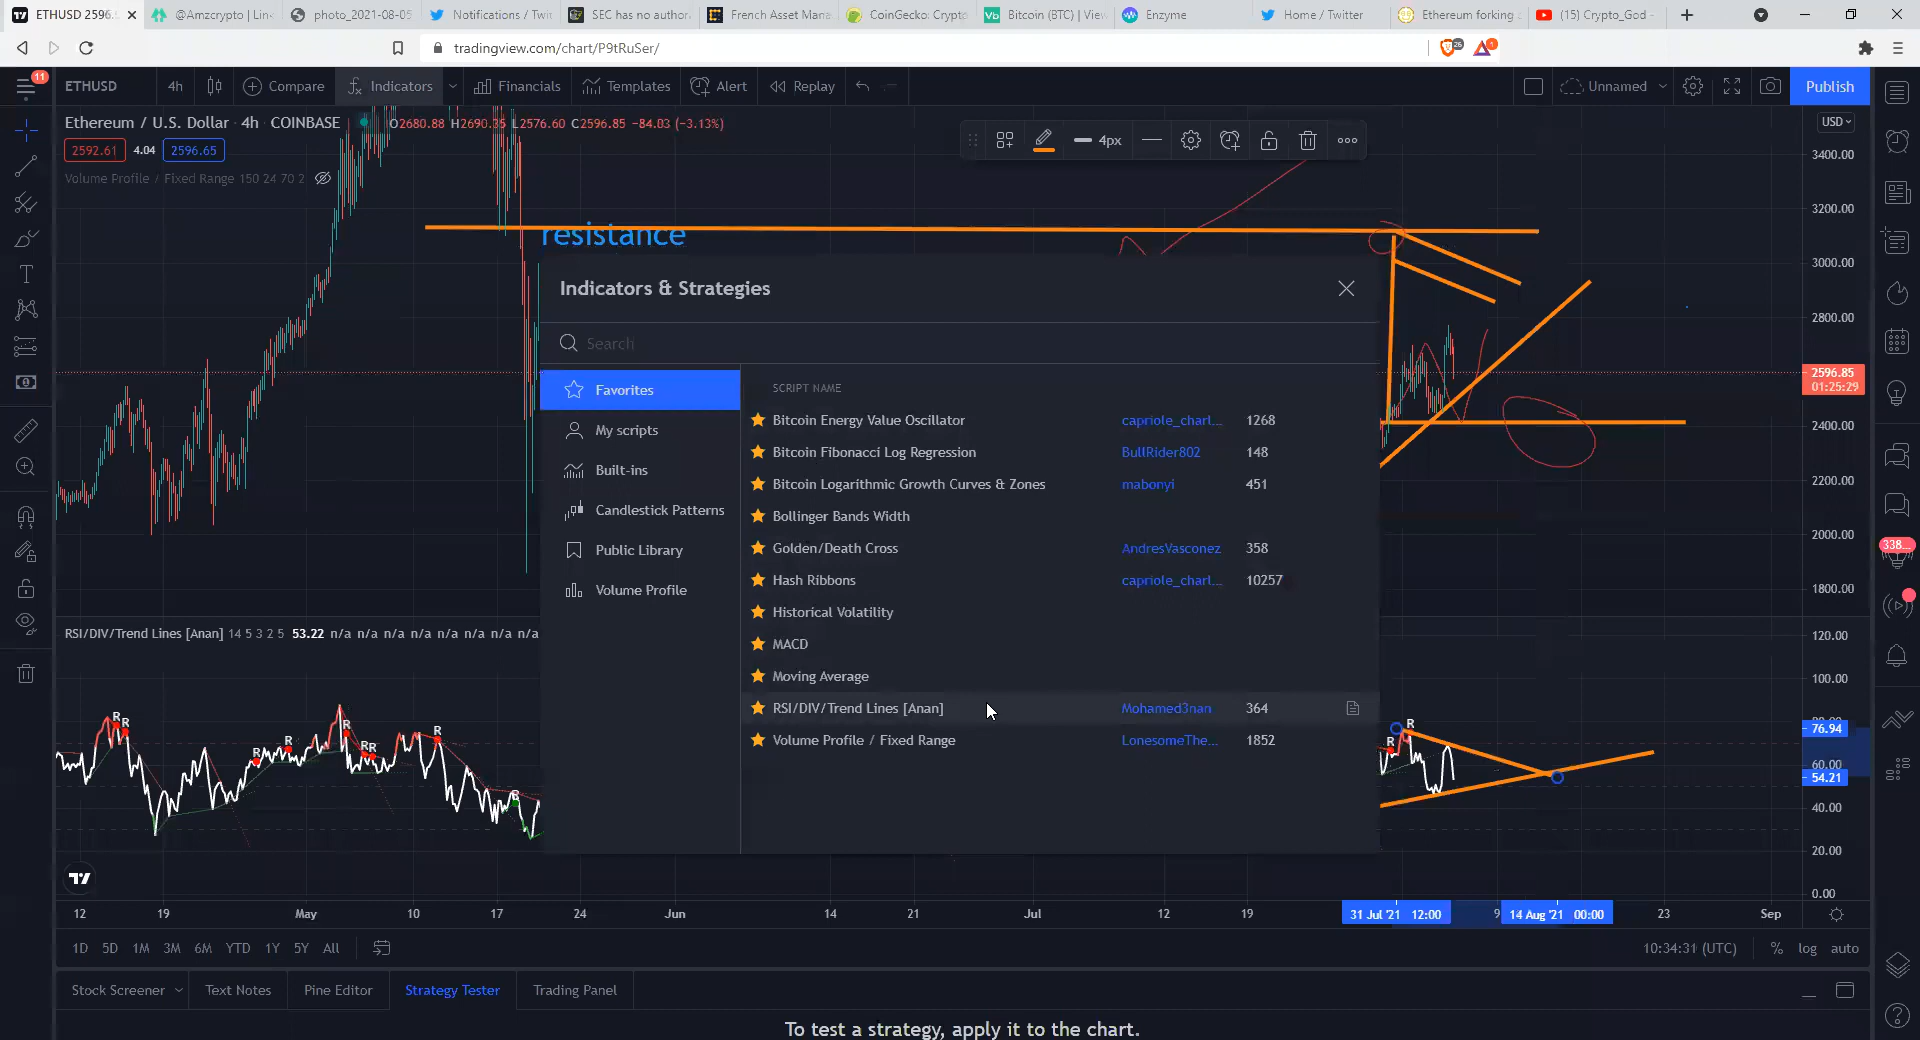 ETHUSD 2596.
@Amzcrypto | Lin
photo_2021-08-05
Notifications / Twi
SEC has no author
French Asset Mana
CoinGecko: Crypto
Bitcoin (BTC) | Vie
Enzyme
Home / Twitter
Ethereum forking
(15) Crypto_God -
tradingview.com/chart/P9tRuSer/
26
1
11
ETHUSD
4h
Compare
Indicators
Financials
Templates
Alert
Replay
Unnamed
Publish
Ethereum / U.S. Dollar · 4h · COINBASE
O2680.88 H2690.35 L2576.60 C2596.85 −84.03 (−3.13%)
2592.61
4.04
2596.65
Volume Profile / Fixed Range 150 24 70 2
4px
USD
resistance
Indicators & Strategies
Search
Favorites
My scripts
Built-ins
Candlestick Patterns
Public Library
Volume Profile
SCRIPT NAME
Bitcoin Energy Value Oscillator capriole_charl... 1268
Bitcoin Fibonacci Log Regression BullRider802 148
Bitcoin Logarithmic Growth Curves & Zones mabonyi 451
Bollinger Bands Width
Golden/Death Cross AndresVasconez 358
Hash Ribbons capriole_charl... 10257
Historical Volatility
MACD
Moving Average
RSI/DIV/Trend Lines [Anan] Mohamed3nan 364
Volume Profile / Fixed Range LonesomeThe... 1852
3400.00
3200.00
3000.00
2800.00
2596.85
01:25:29
2400.00
2200.00
2000.00
1800.00
338...
RSI/DIV/Trend Lines [Anan] 14 5 3 2 5 53.22 n/a n/a n/a n/a n/a n/a n/a n/a n/a
120.00
100.00
76.94
60.00
54.21
40.00
20.00
0.00
R
R
R
R
R
R
R
R
R
R
R
12
19
May
10
17
24
Jun
14
21
Jul
12
19
31 Jul '21 12:00
9
14 Aug '21 00:00
23
Sep
1D
5D
1M
3M
6M
YTD
1Y
5Y
All
10:34:31 (UTC)
%
log
auto
Stock Screener
Text Notes
Pine Editor
Strategy Tester
Trading Panel
To test a strategy, apply it to the chart.